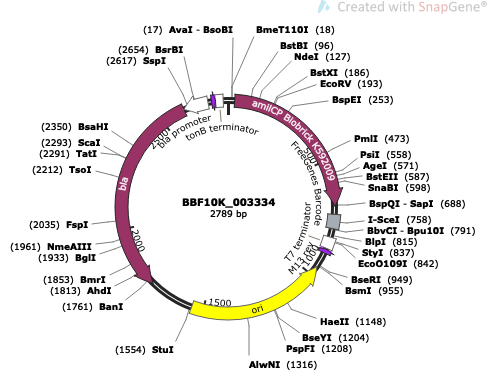 Created with SnapGene®
(17) AvaI - BsoBI
BmeT110I (18)
(2654) BsrBI
(2617) SspI
BstBI (96)
NdeI (127)
BstXI (186)
EcoRV (193)
BspEI (253)
(2350) BsaHI
(2293) ScaI
(2291) TatI
(2212) TsoI
(2035) FspI
(1961) NmeAIII
(1933) BglI
(1853) BmrI
(1813) AhdI
(1761) BanI
(1554) StuI
PmlI (473)
PsiI (558)
AgeI (571)
BstEII (587)
SnaBI (598)
BspQI - SapI (688)
I-SceI (758)
BbvCI - Bpu10I (791)
BlpI (815)
StyI (837)
EcoO109I (842)
BseRI (949)
BsmI (955)
HaeII (1148)
BseYI (1204)
PspFI (1208)
AlwNI (1316)
amilCP Biobrick K592009
FreeGenes Barcode
T7 terminator
M13 rev
ori
bla
bla promoter
tonB terminator
500
1000
1500
2000
2500
BBF10K_003334
2789 bp